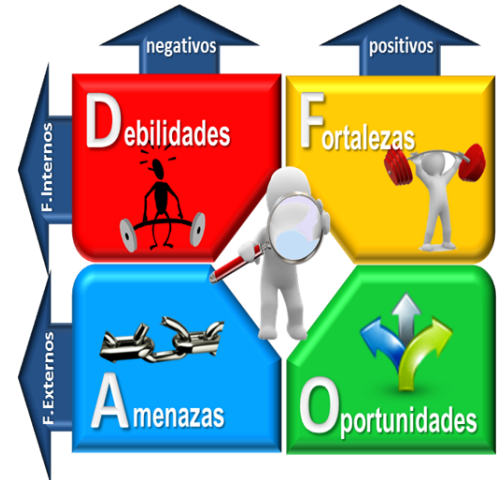 negativos
positivos
F.Internos
Debilidades
Fortalezas
F.Externos
Amenazas
Oportunidades